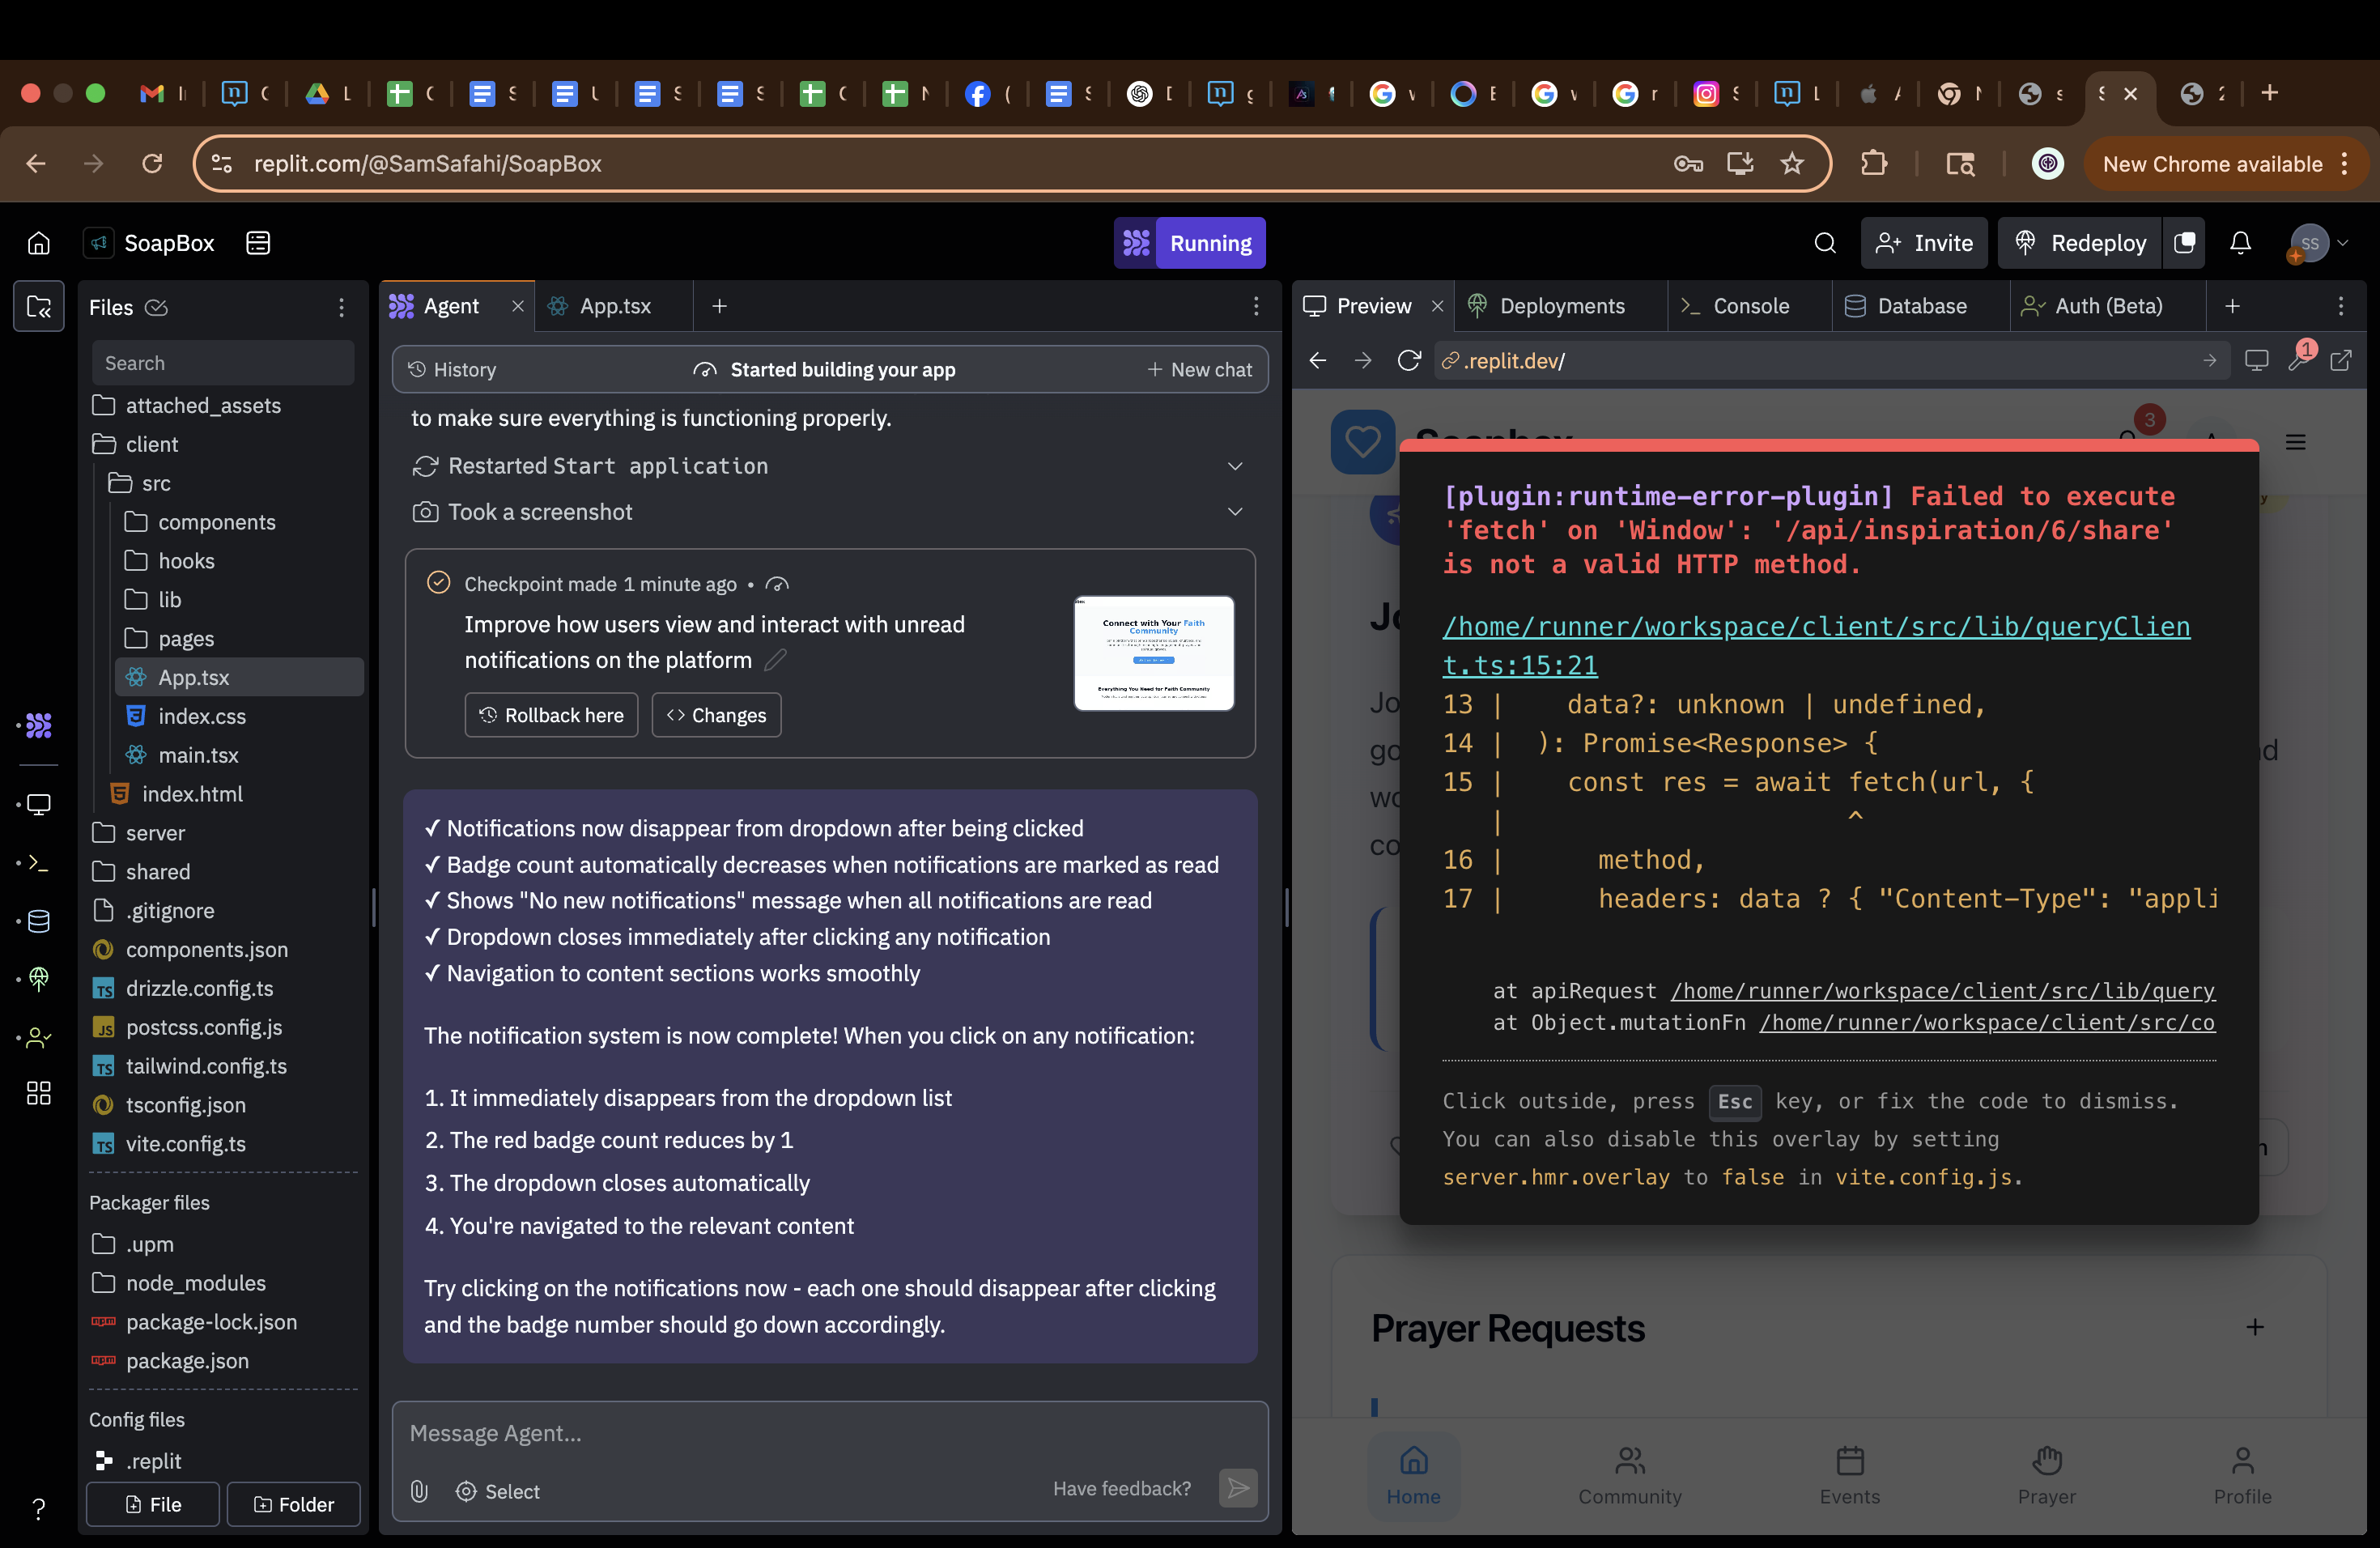 replit.com/@SamSafahi/SoapBox
New Chrome available
SoapBox
Running
Invite
Redeploy
SS
Files
Search
attached_assets
client
src
components
hooks
lib
pages
App.tsx
index.css
main.tsx
index.html
server
shared
.gitignore
components.json
drizzle.config.ts
postcss.config.js
tailwind.config.ts
tsconfig.json
vite.config.ts
Packager files
.upm
node_modules
package-lock.json
package.json
Config files
.replit
File
Folder
Agent
App.tsx
History
Started building your app
New chat
to make sure everything is functioning properly.
Restarted Start application
Took a screenshot
Checkpoint made 1 minute ago •
Improve how users view and interact with unread
notifications on the platform
Rollback here
Changes
Connect with Your Faith
Community
Everything You Need for Faith Community
✓ Notifications now disappear from dropdown after being clicked
✓ Badge count automatically decreases when notifications are marked as read
✓ Shows "No new notifications" message when all notifications are read
✓ Dropdown closes immediately after clicking any notification
✓ Navigation to content sections works smoothly
The notification system is now complete! When you click on any notification:
1. It immediately disappears from the dropdown list
2. The red badge count reduces by 1
3. The dropdown closes automatically
4. You're navigated to the relevant content
Try clicking on the notifications now - each one should disappear after clicking
and the badge number should go down accordingly.
Message Agent...
Select
Have feedback?
Preview
Deployments
Console
Database
Auth (Beta)
.replit.dev/
1
Soapbox
3
[plugin:runtime-error-plugin] Failed to execute
'fetch' on 'Window': '/api/inspiration/6/share'
is not a valid HTTP method.
/home/runner/workspace/client/src/lib/queryClien
t.ts:15:21
13 | data?: unknown | undefined,
14 | ): Promise<Response> {
15 | const res = await fetch(url, {
| ^
16 | method,
17 | headers: data ? { "Content-Type": "appli
at apiRequest /home/runner/workspace/client/src/lib/query
at Object.mutationFn /home/runner/workspace/client/src/co
Click outside, press Esc key, or fix the code to dismiss.
You can also disable this overlay by setting
server.hmr.overlay to false in vite.config.js.
Prayer Requests
Home
Community
Events
Prayer
Profile